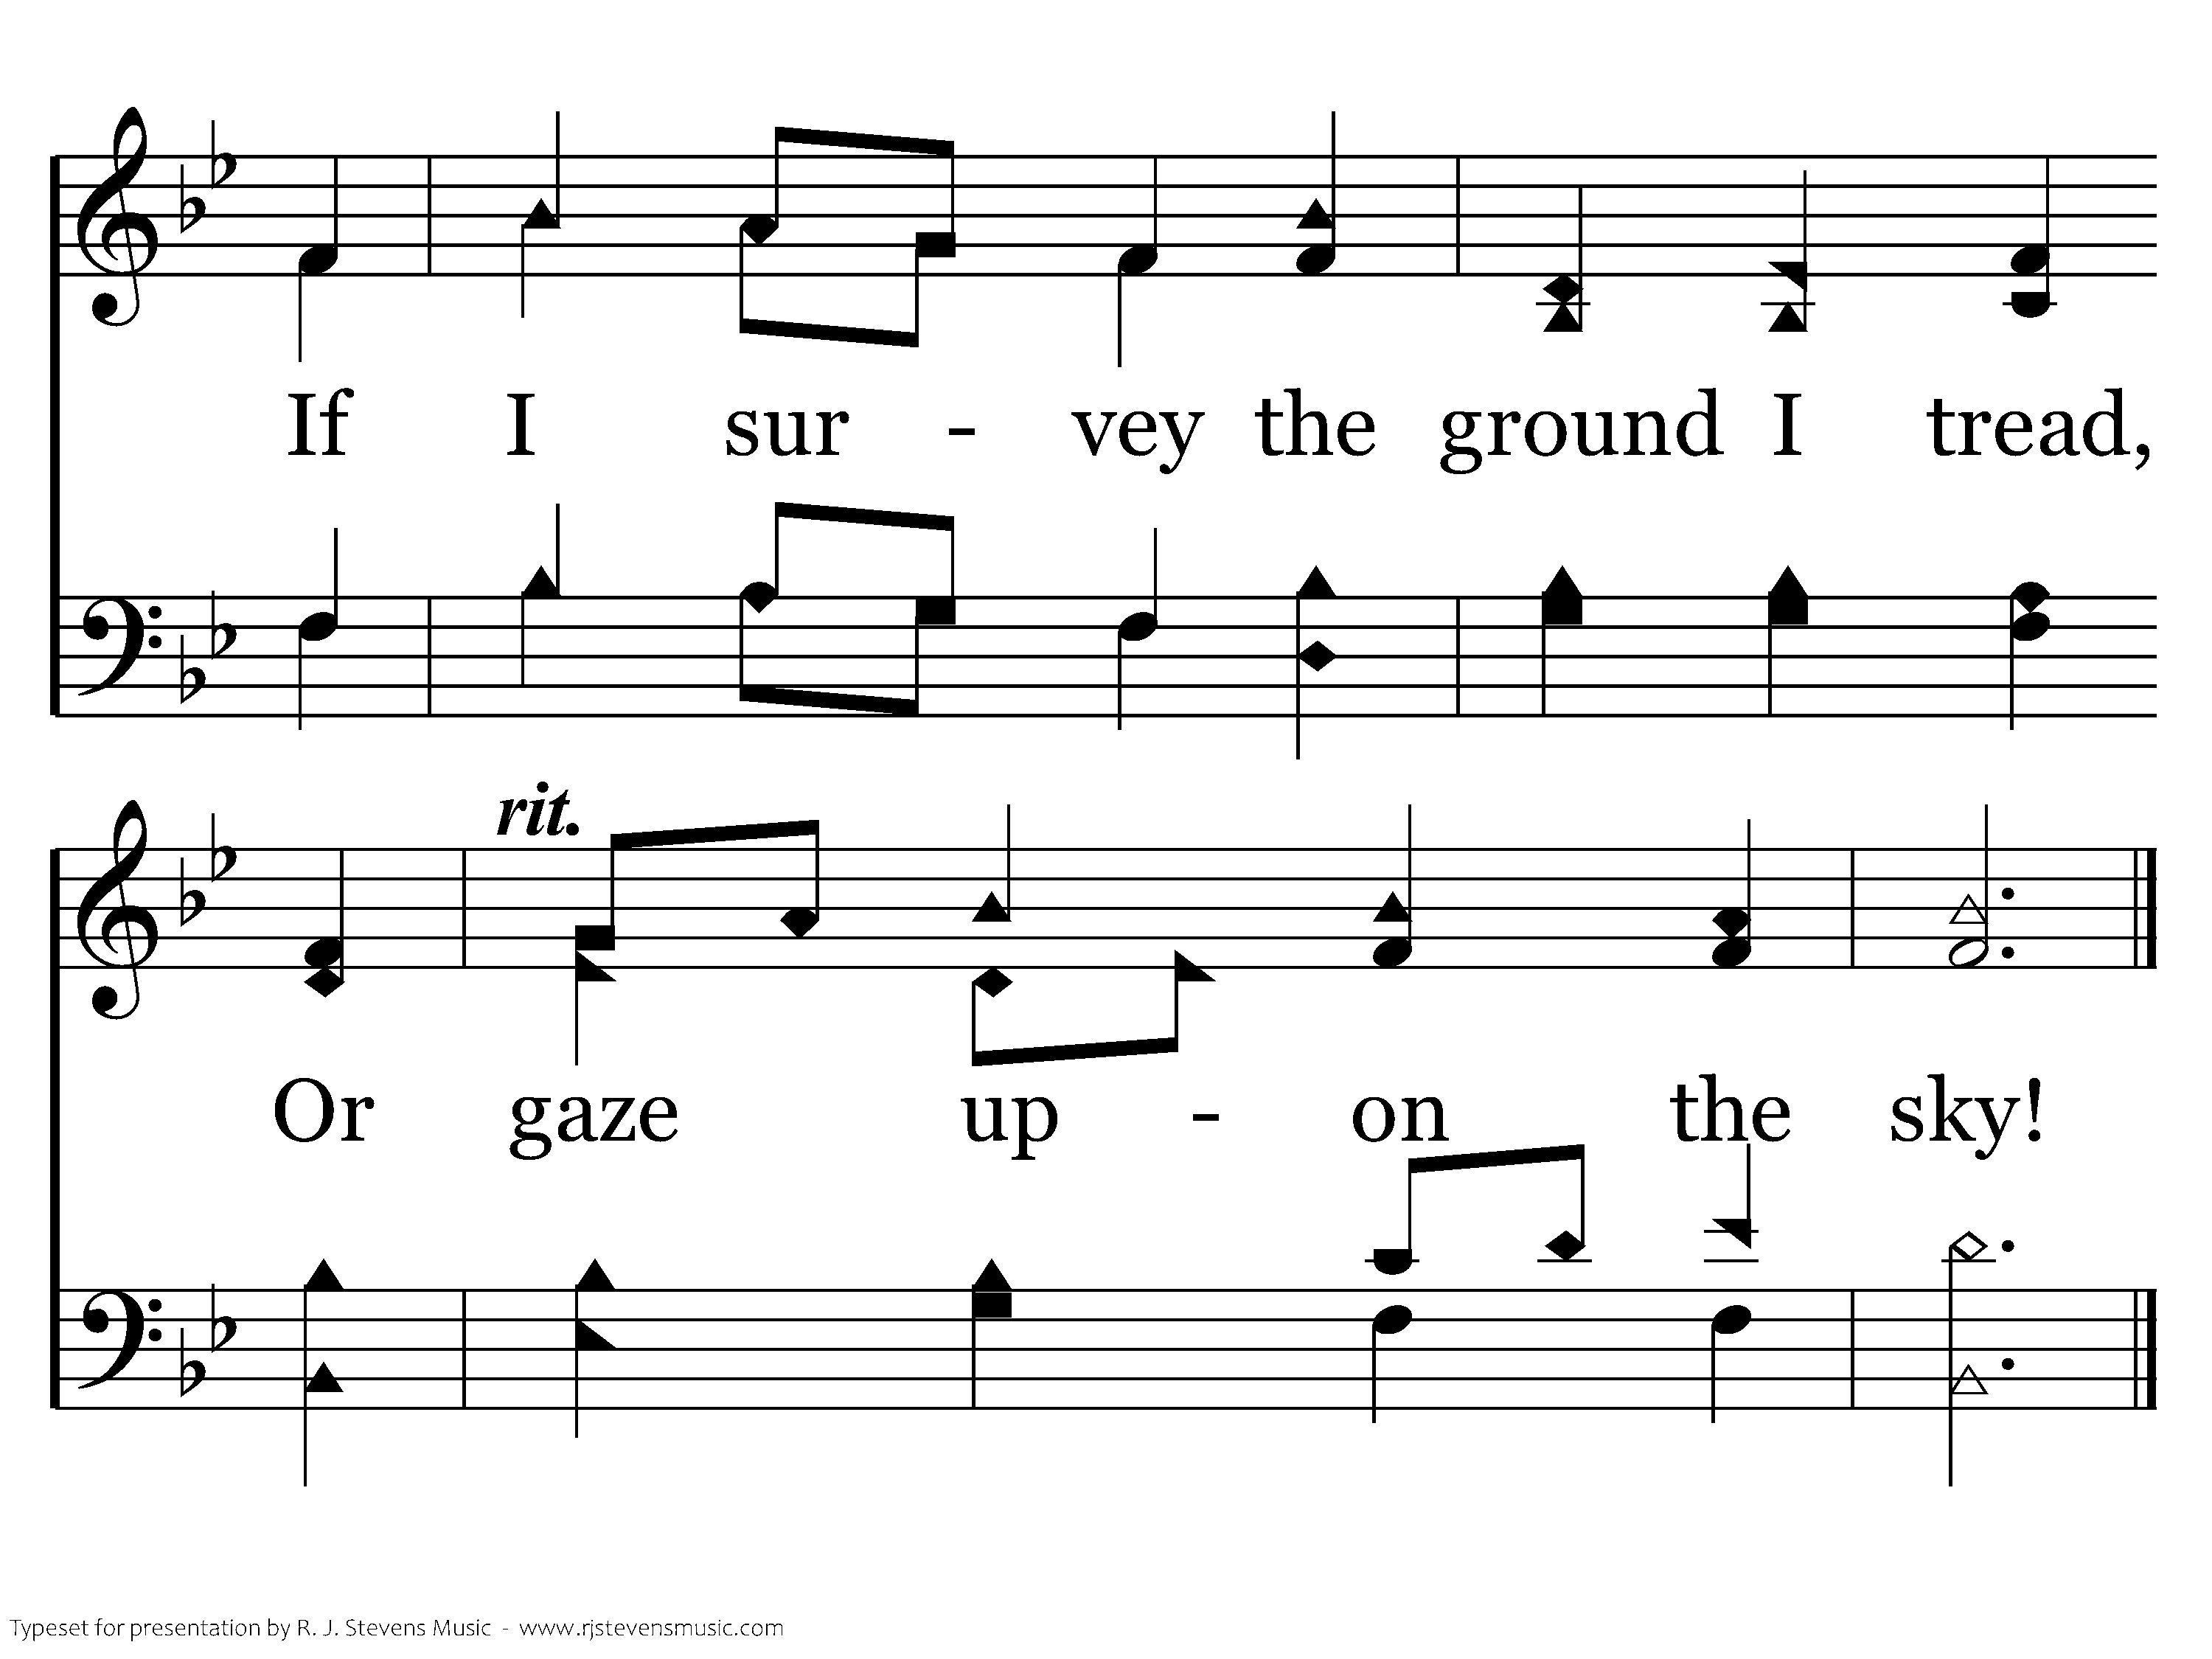 If I sur - vey the ground I tread,
rit.
Or gaze up - on the sky!
Typeset for presentation by R. J. Stevens Music - www.rjstevensmusic.com